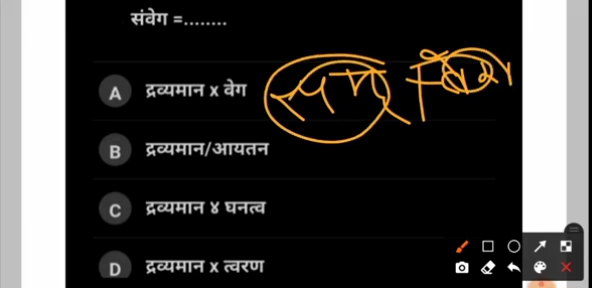 संवेग =........
A द्रव्यमान x वेग
B द्रव्यमान/आयतन
C द्रव्यमान ४ घनत्व
D द्रव्यमान x त्वरण